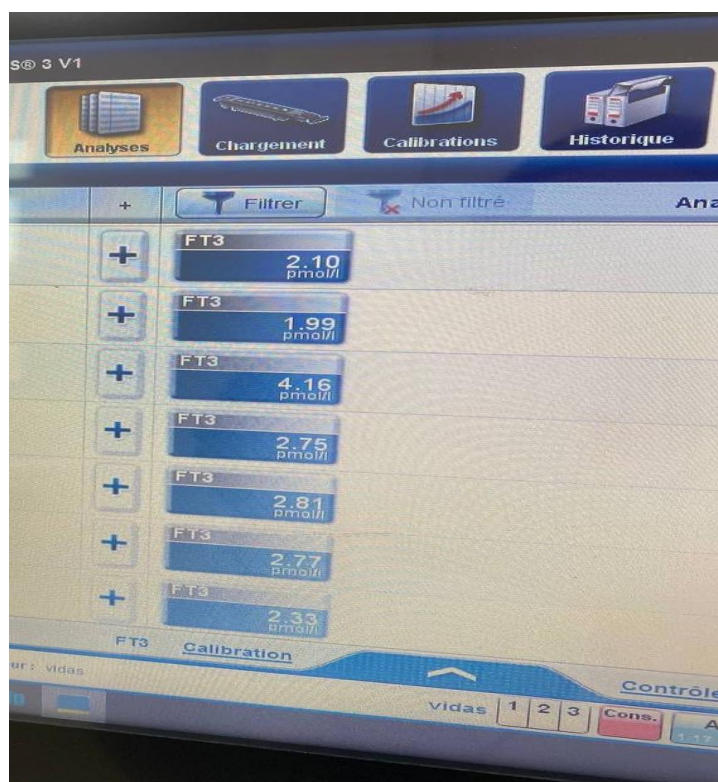 S® 3 V1
Analyses
Chargement
Calibrations
Historique
+ Filtrer Non filtré Ana
+ FT3
2.10
pmol/l
+ FT3
1.99
pmol/l
+ FT3
4.16
pmol/l
+ FT3
2.75
pmol/l
+ FT3
2.81
pmol/l
+ FT3
2.77
pmol/l
+ FT3
2.33
pmol/l
FT3 Calibration
Contrôle
ur : vidas
Vidas 1 2 3 Cons. A